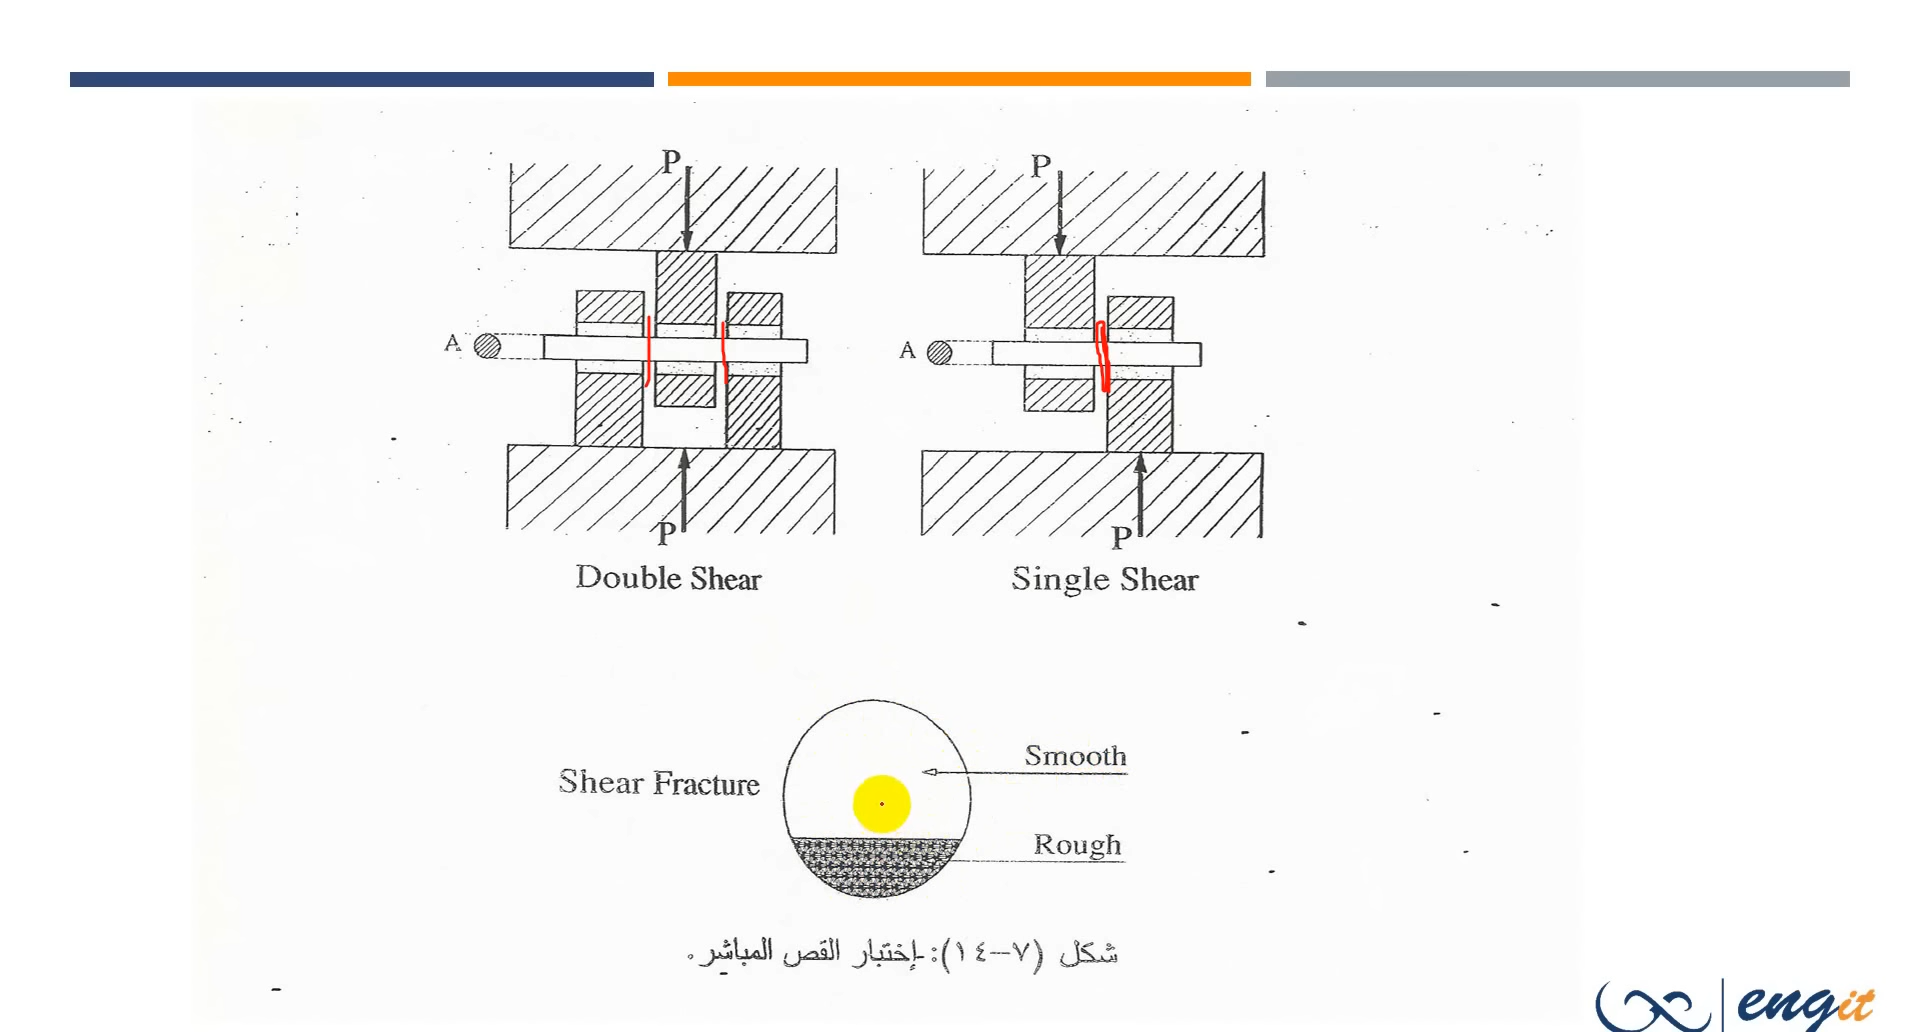 P
P
A
A
P
P
Double Shear
Single Shear
Smooth
Shear Fracture
Rough
شكل (٧–١٤): إختبار القص المباشر.
engit